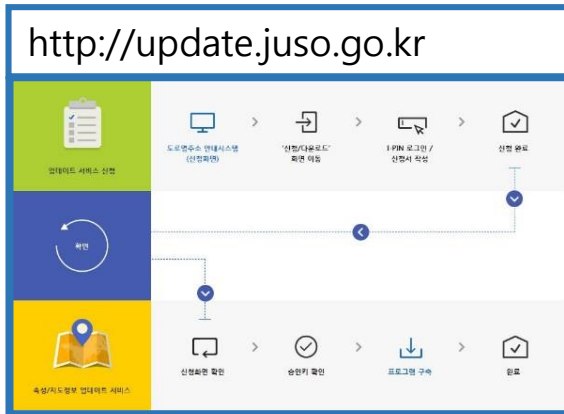 http://update.juso.go.kr
업데이트 서비스 신청
도로명주소 안내시스템
(신청화면)
'신청/다운로드'
화면 이동
I-PIN 로그인 /
신청서 작성
신청 완료
확인
속성/지도정보 업데이트 서비스
신청화면 확인
승인키 확인
프로그램 구축
완료